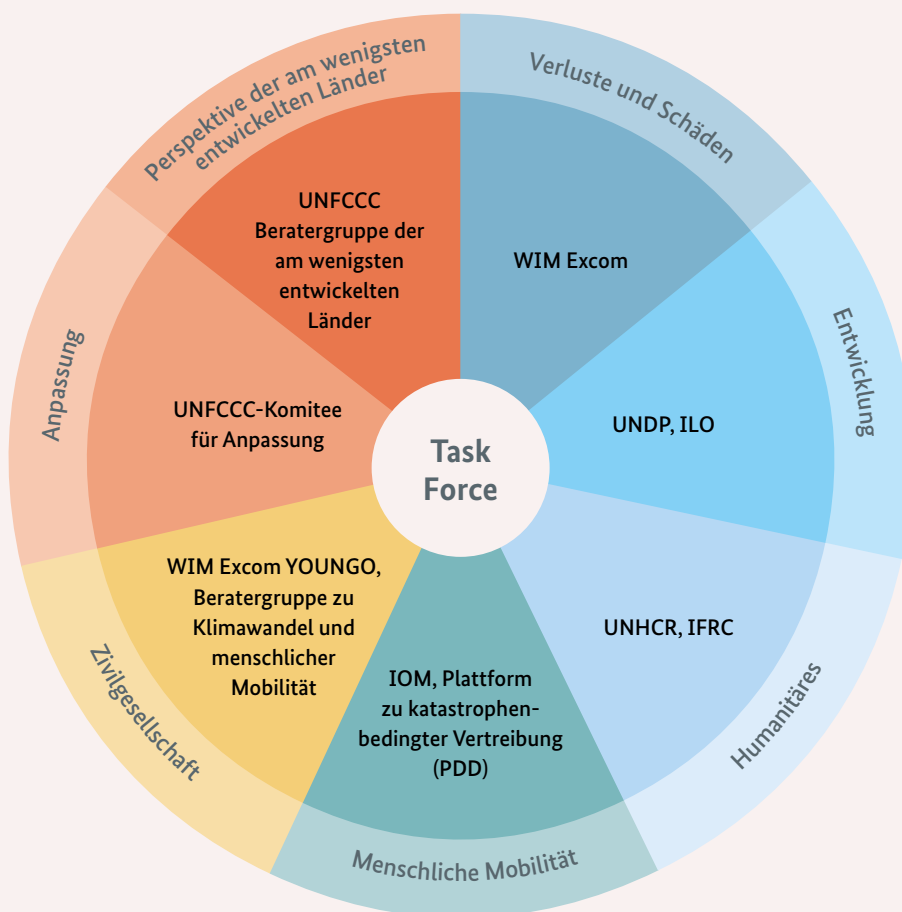 Perspektive der am wenigsten
entwickelten Länder
Verluste und Schäden
UNFCCC
Beratergruppe der
am wenigsten
entwickelten
Länder
WIM Excom
Entwicklung
Anpassung
UNFCCC-Komitee
für Anpassung
Task
Force
UNDP, ILO
WIM Excom YOUNGO,
Beratergruppe zu
Klimawandel und
menschlicher
Mobilität
UNHCR, IFRC
IOM, Plattform
zu katastrophen-
bedingter Vertreibung
(PDD)
Zivilgesellschaft
Humanitäres
Menschliche Mobilität